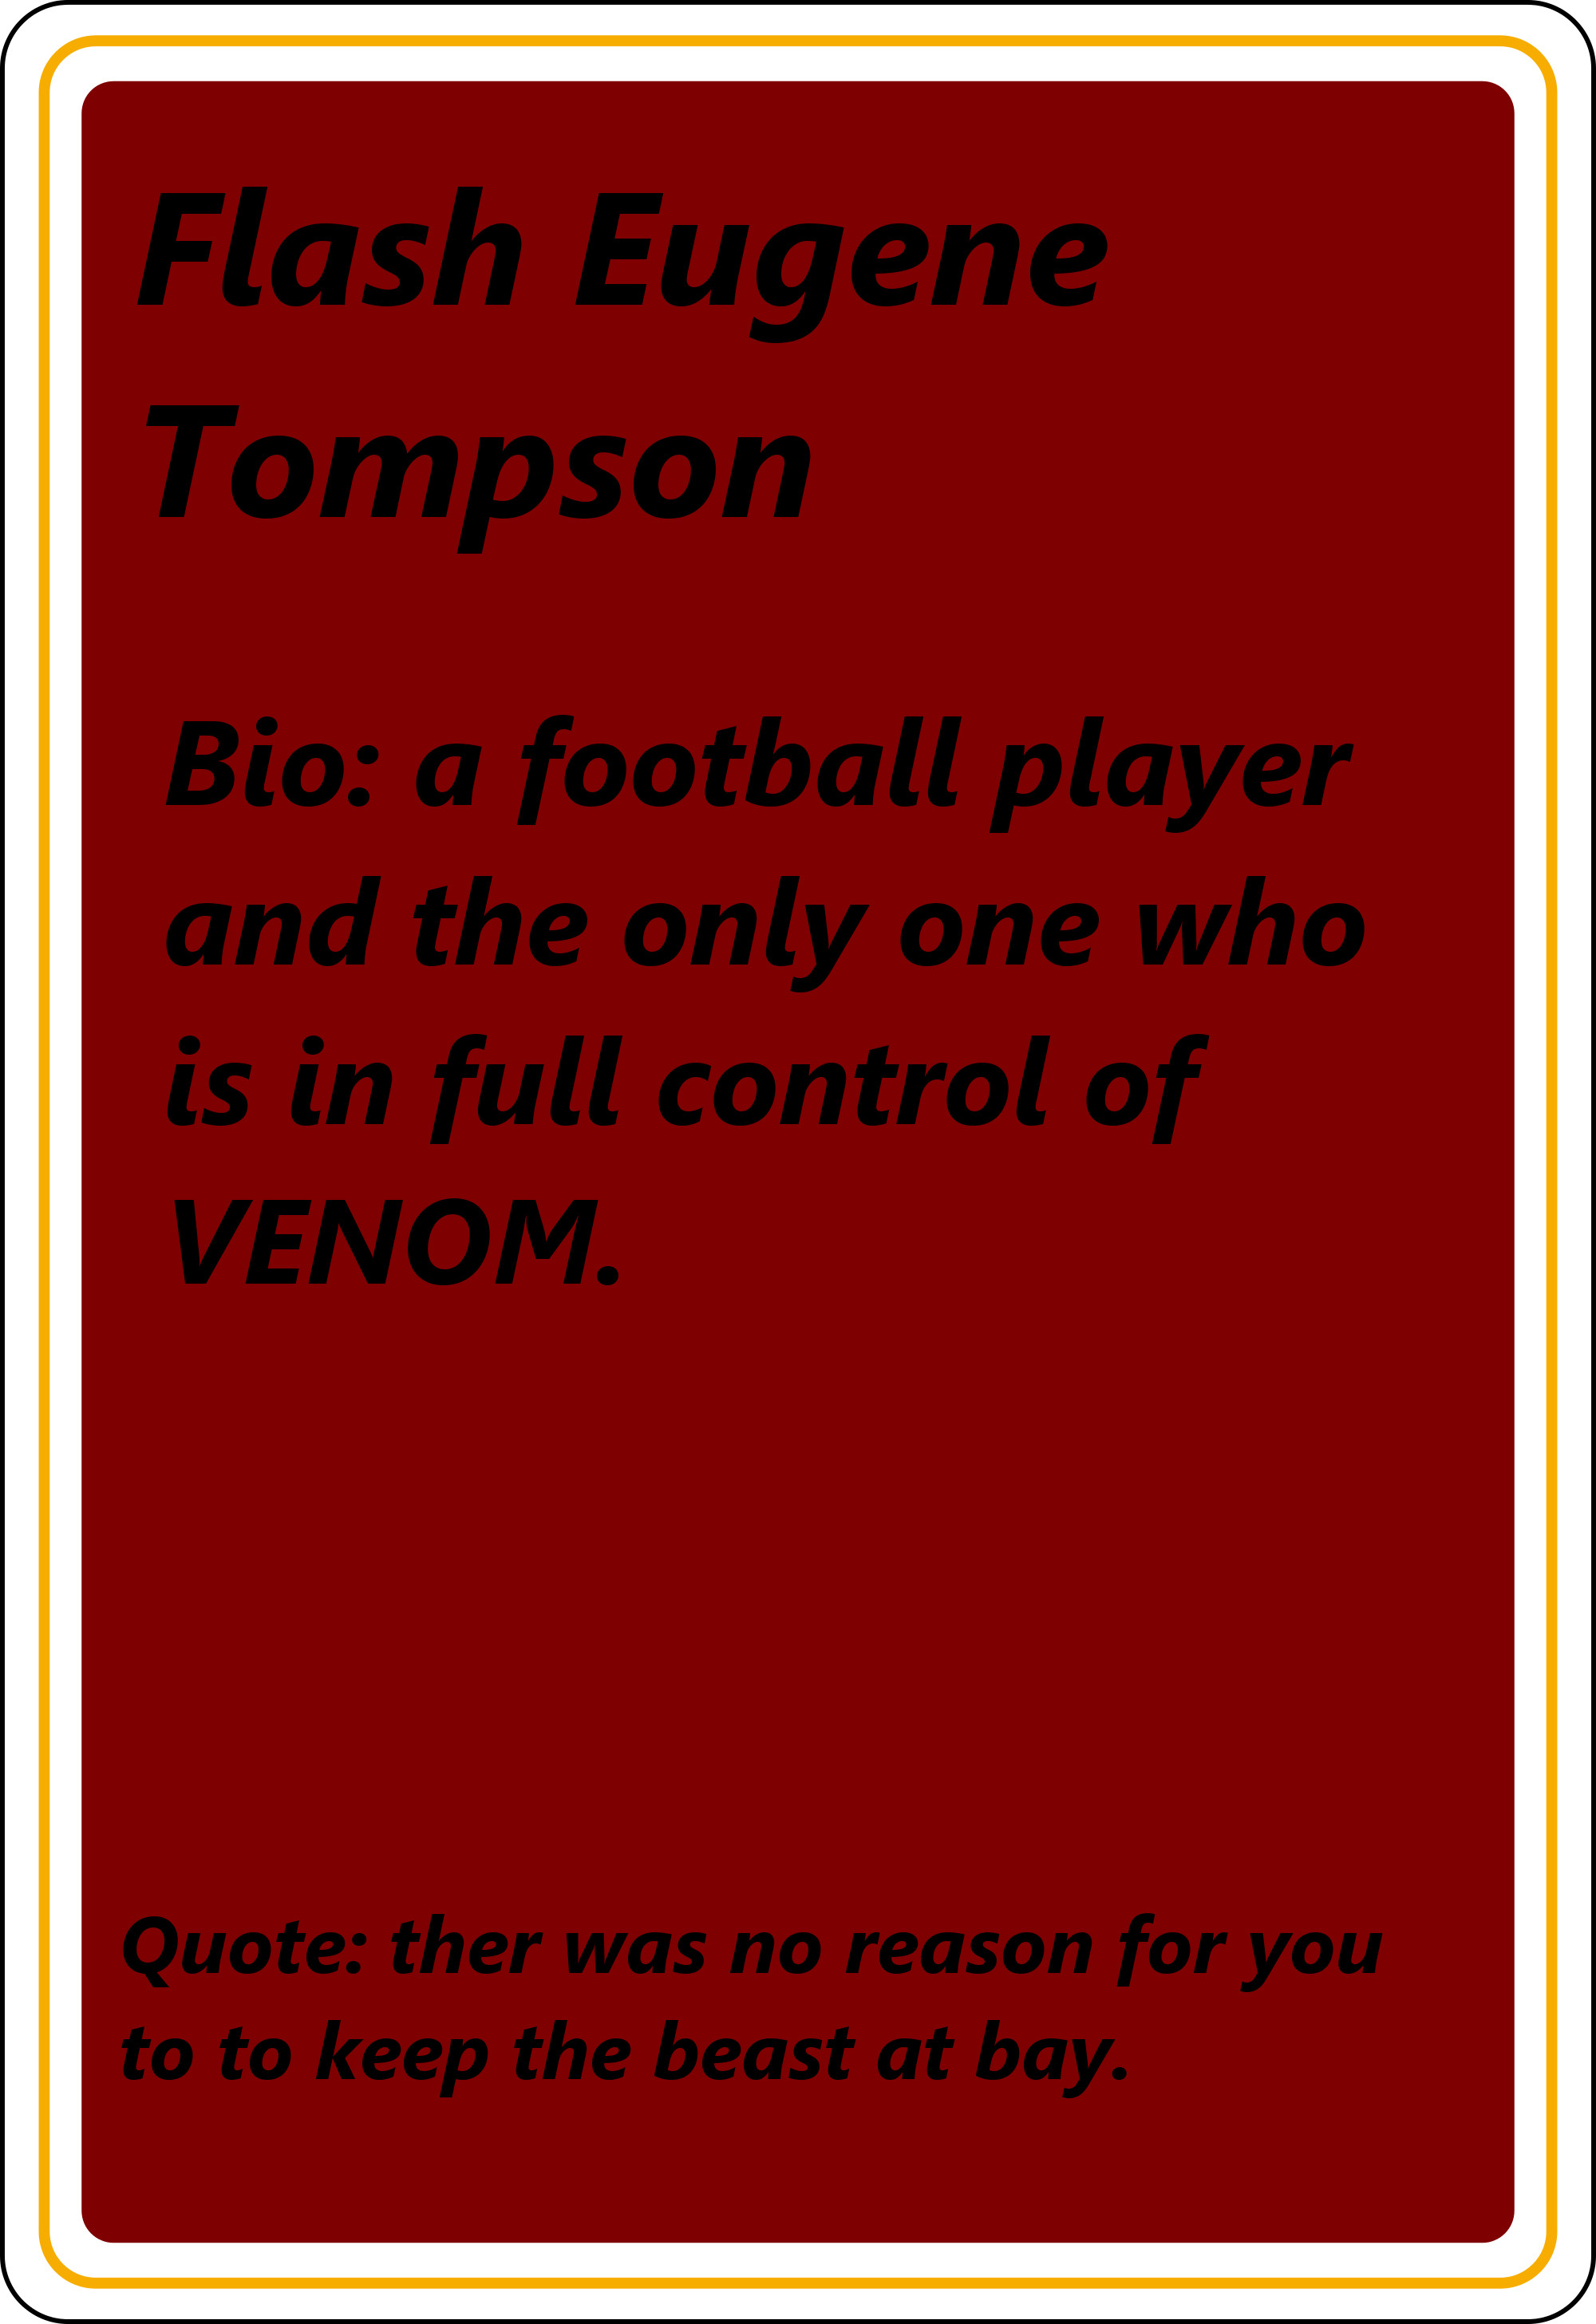 Flash Eugene
Tompson
Bio: a football player
and the only one who
is in full control of
VENOM.
Quote: ther was no reason for you
to to keep the beast at bay.